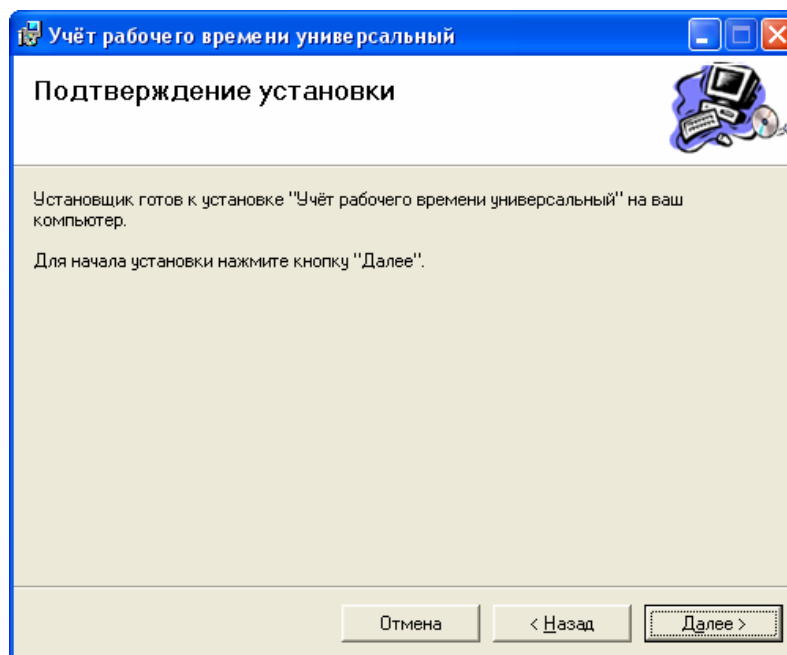 Учёт рабочего времени универсальный
Подтверждение установки
Установщик готов к установке "Учёт рабочего времени универсальный" на ваш
компьютер.
Для начала установки нажмите кнопку "Далее".
Отмена
< Назад
Далее >